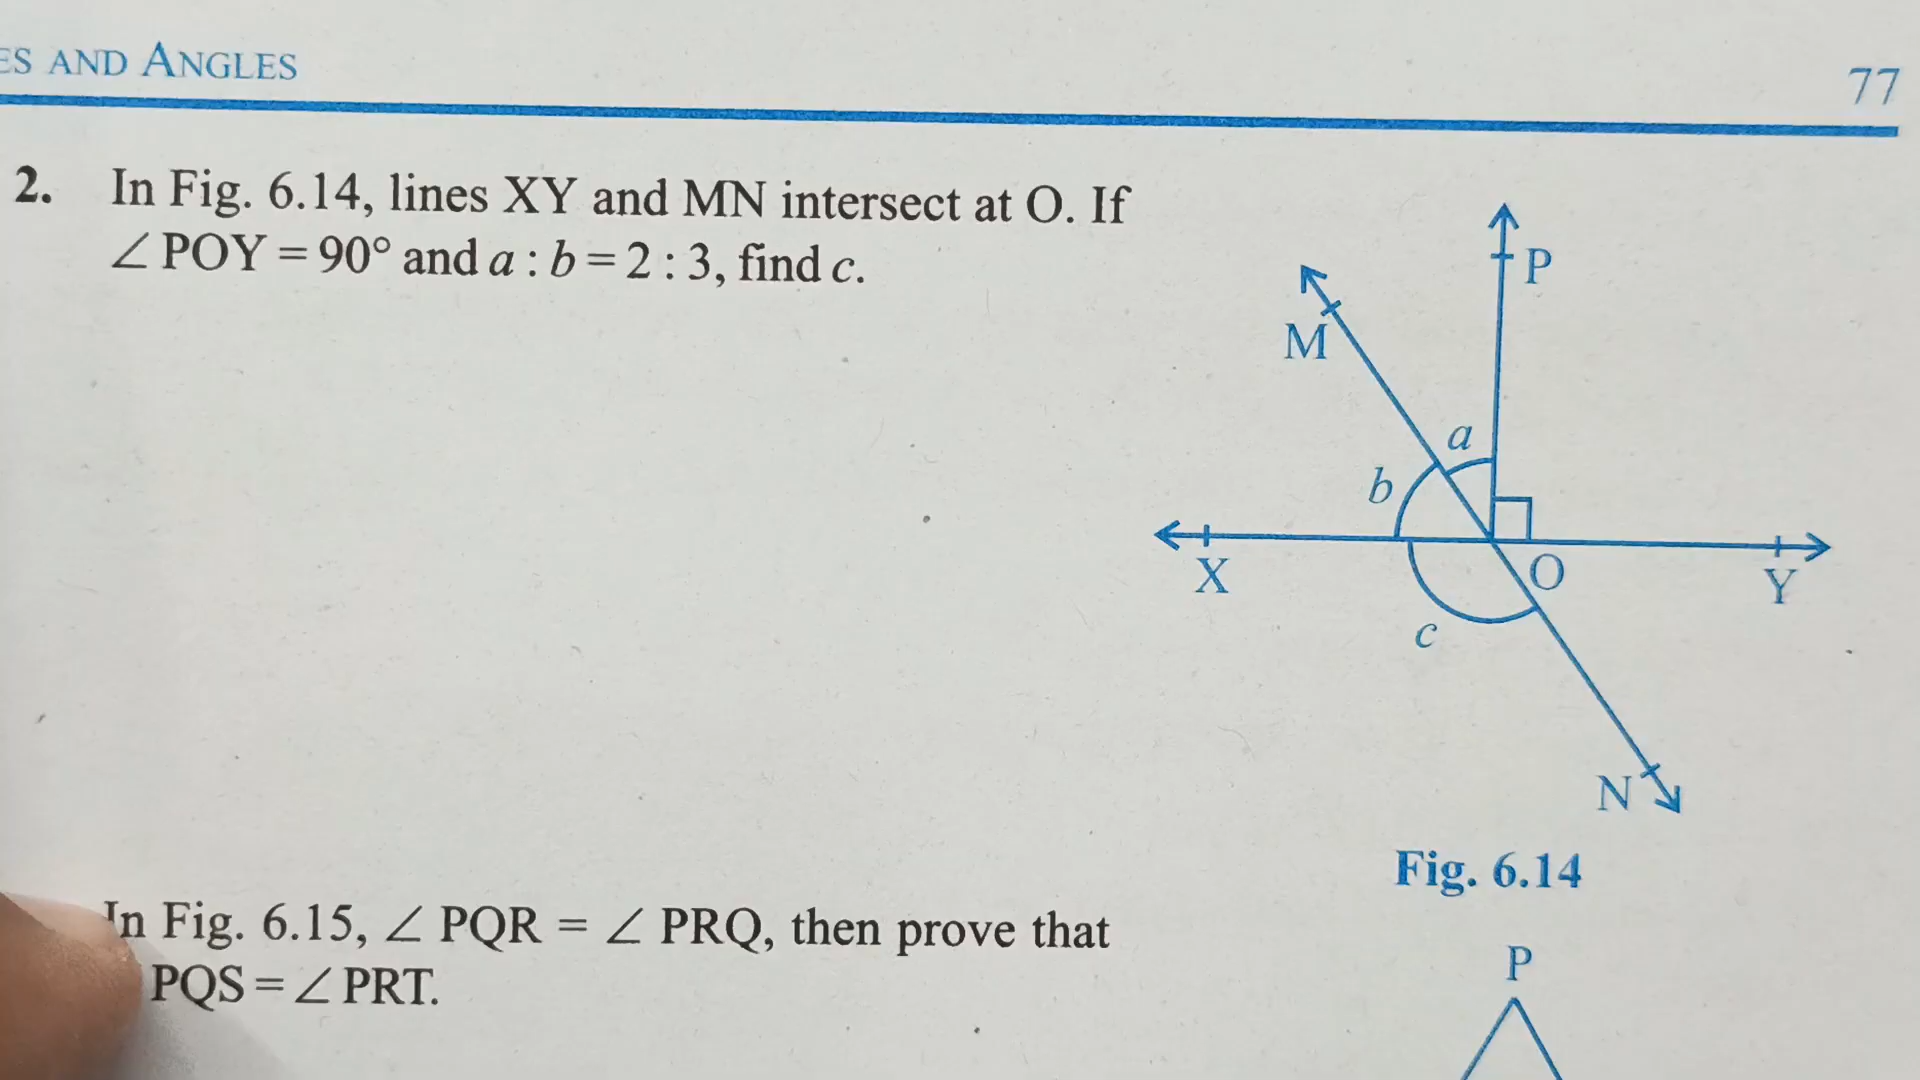 ES AND ANGLES
77
2. In Fig. 6.14, lines XY and MN intersect at O. If
∠POY = 90° and a : b = 2 : 3, find c.
P
M
a
b
X
O
Y
c
N
Fig. 6.14
In Fig. 6.15, ∠ PQR = ∠ PRQ, then prove that
PQS = ∠ PRT.
P